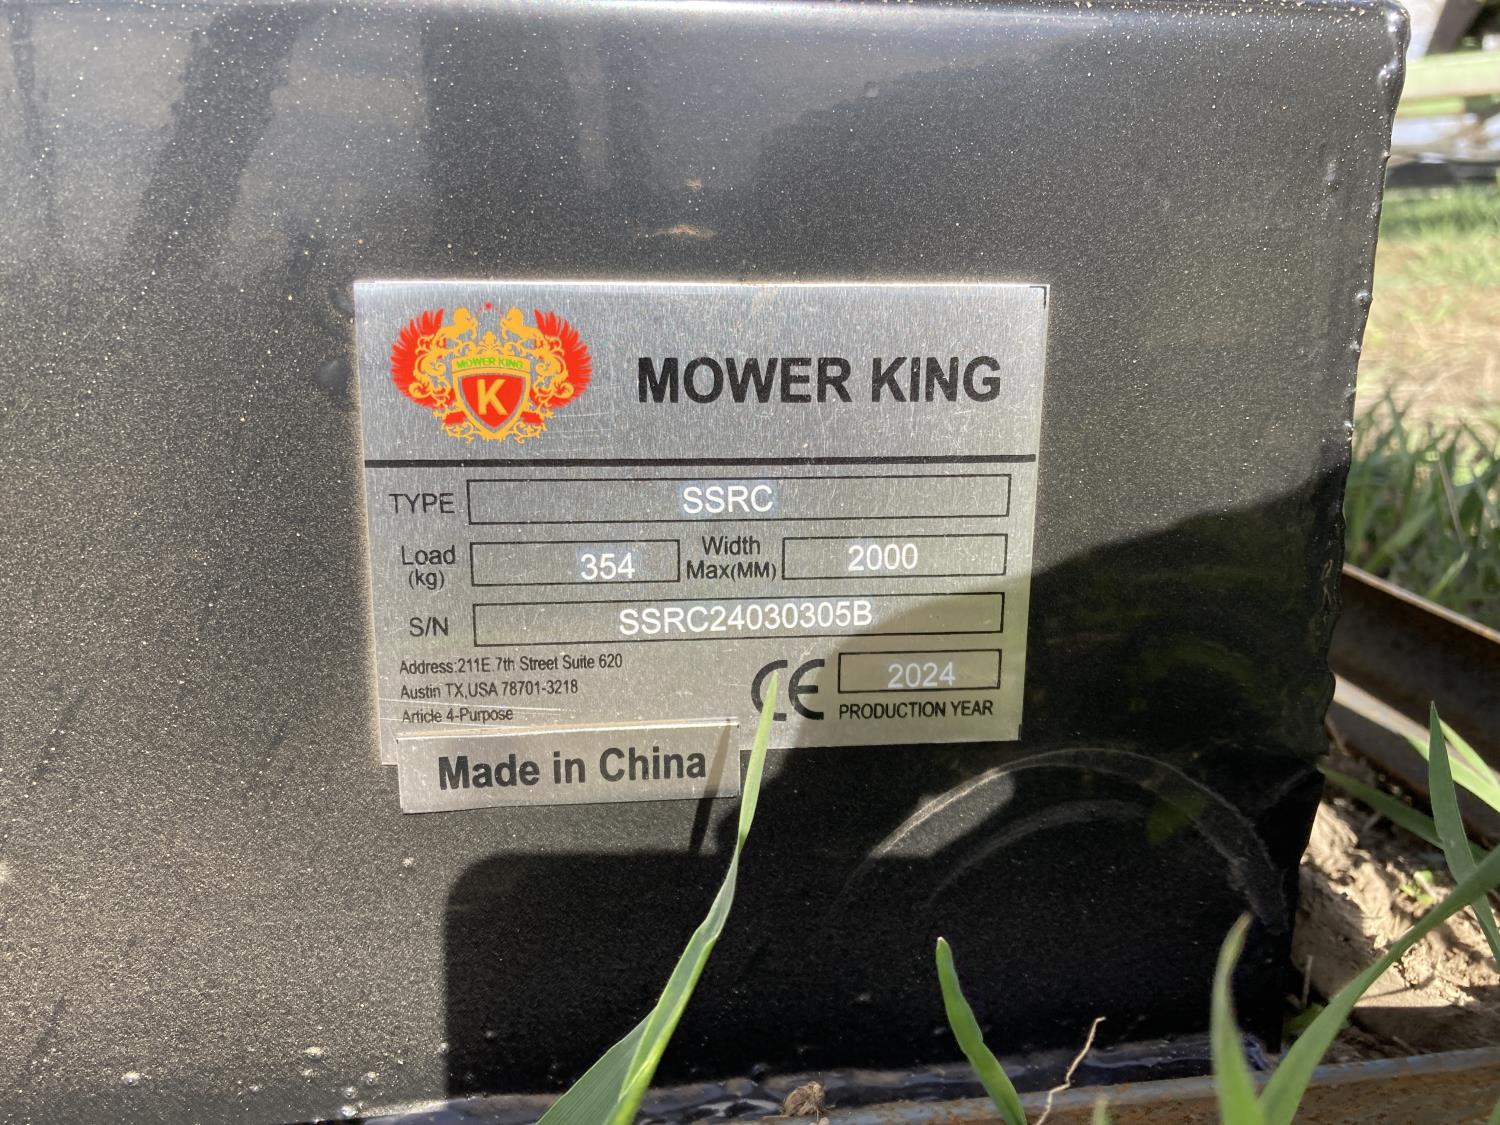 MOWER KING
K
MOWER KING
TYPE SSRC
Load (kg) 354 Width Max(MM) 2000
S/N SSRC24030305B
Address:211E.7th Street Suite 620
Austin TX,USA 78701-3218
Article 4-Purpose
CE 2024
PRODUCTION YEAR
Made in China